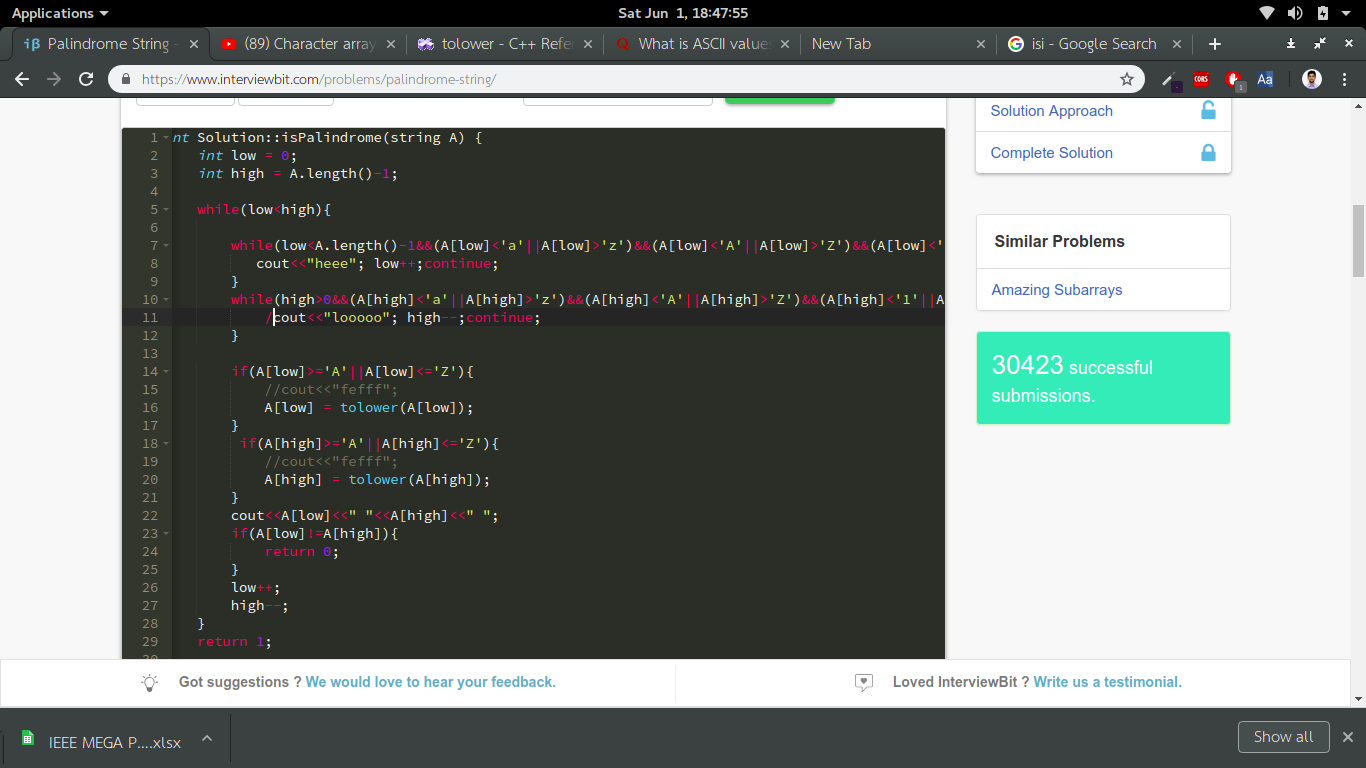 Applications
Sat Jun 1, 18:47:55
iβ Palindrome String -
(89) Character array
tolower - C++ Refer
Q What is ASCII value
New Tab
G isi - Google Search
https://www.interviewbit.com/problems/palindrome-string/
CORS
1
Aa
1 nt Solution::isPalindrome(string A) {
2 int low = 0;
3 int high = A.length()-1;
4
5 while(low<high){
6
7 while(low<A.length()-1&&(A[low]<'a'||A[low]>'z')&&(A[low]<'A'||A[low]>'Z')&&(A[low]<'
8 cout<<"heee"; low++;continue;
9 }
10 while(high>0&&(A[high]<'a'||A[high]>'z')&&(A[high]<'A'||A[high]>'Z')&&(A[high]<'1'||A
11 /cout<<"looooo"; high--;continue;
12 }
13
14 if(A[low]>='A'||A[low]<='Z'){
15 //cout<<"fefff";
16 A[low] = tolower(A[low]);
17 }
18 if(A[high]>='A'||A[high]<='Z'){
19 //cout<<"fefff";
20 A[high] = tolower(A[high]);
21 }
22 cout<<A[low]<<" "<<A[high]<<" ";
23 if(A[low]!=A[high]){
24 return 0;
25 }
26 low++;
27 high--;
28 }
29 return 1;
Solution Approach
Complete Solution
Similar Problems
Amazing Subarrays
30423 successful
submissions.
Got suggestions ? We would love to hear your feedback.
Loved InterviewBit ? Write us a testimonial.
IEEE MEGA P....xlsx
Show all